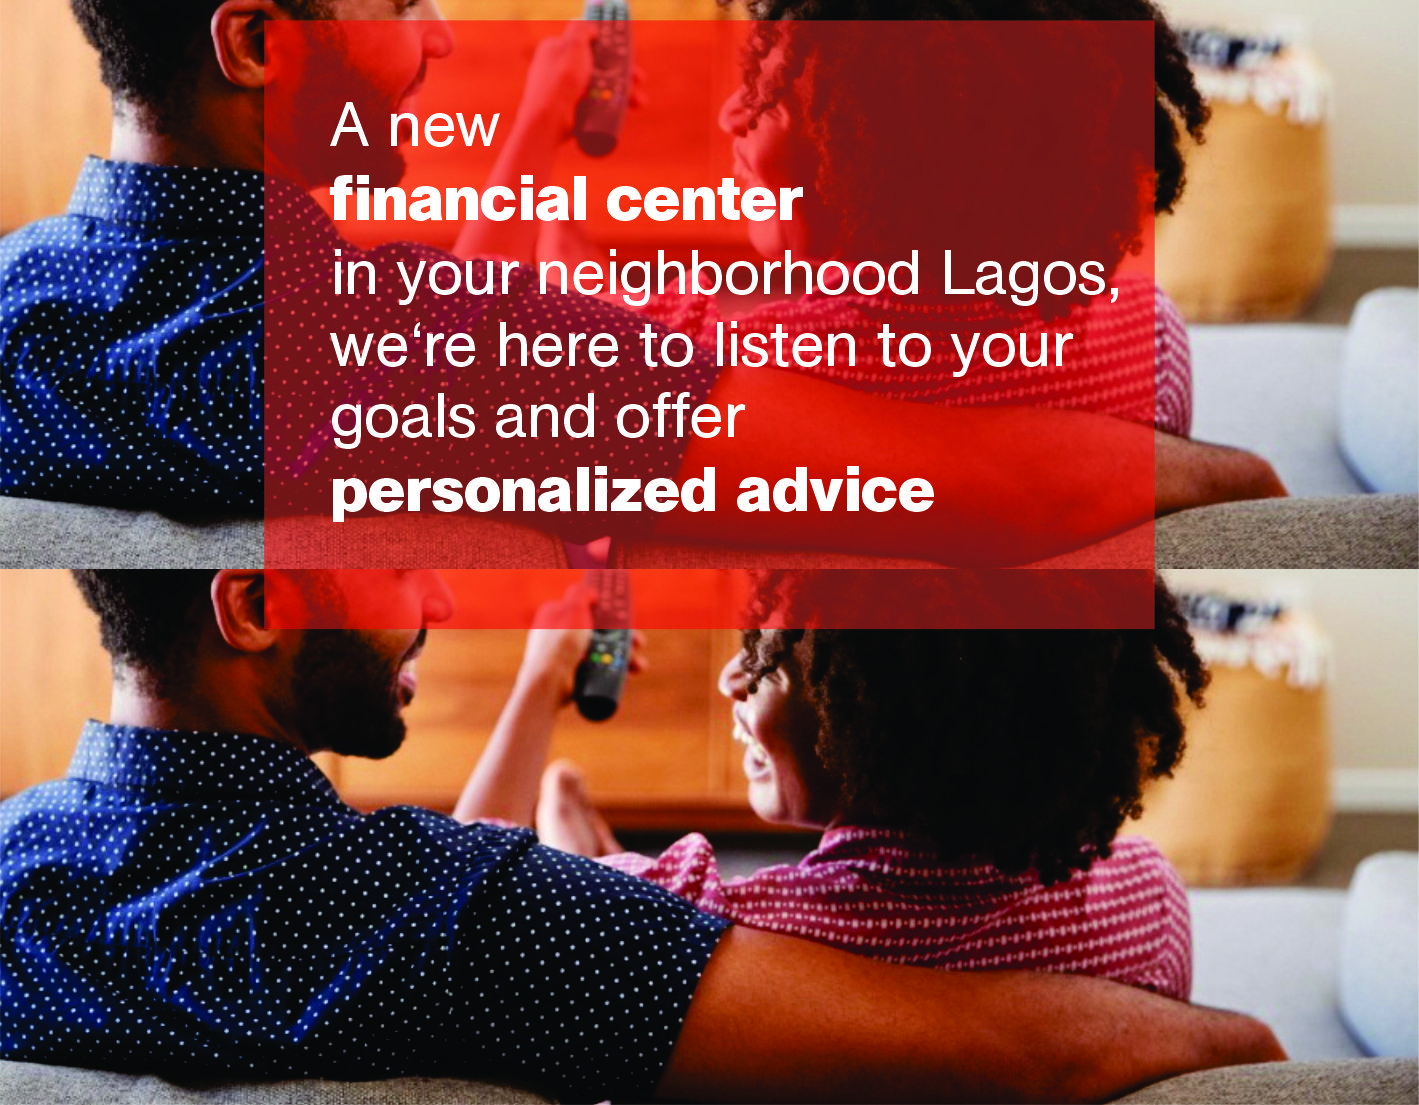 A new
financial center
in your neighborhood Lagos,
we‘re here to listen to your
goals and offer
personalized advice